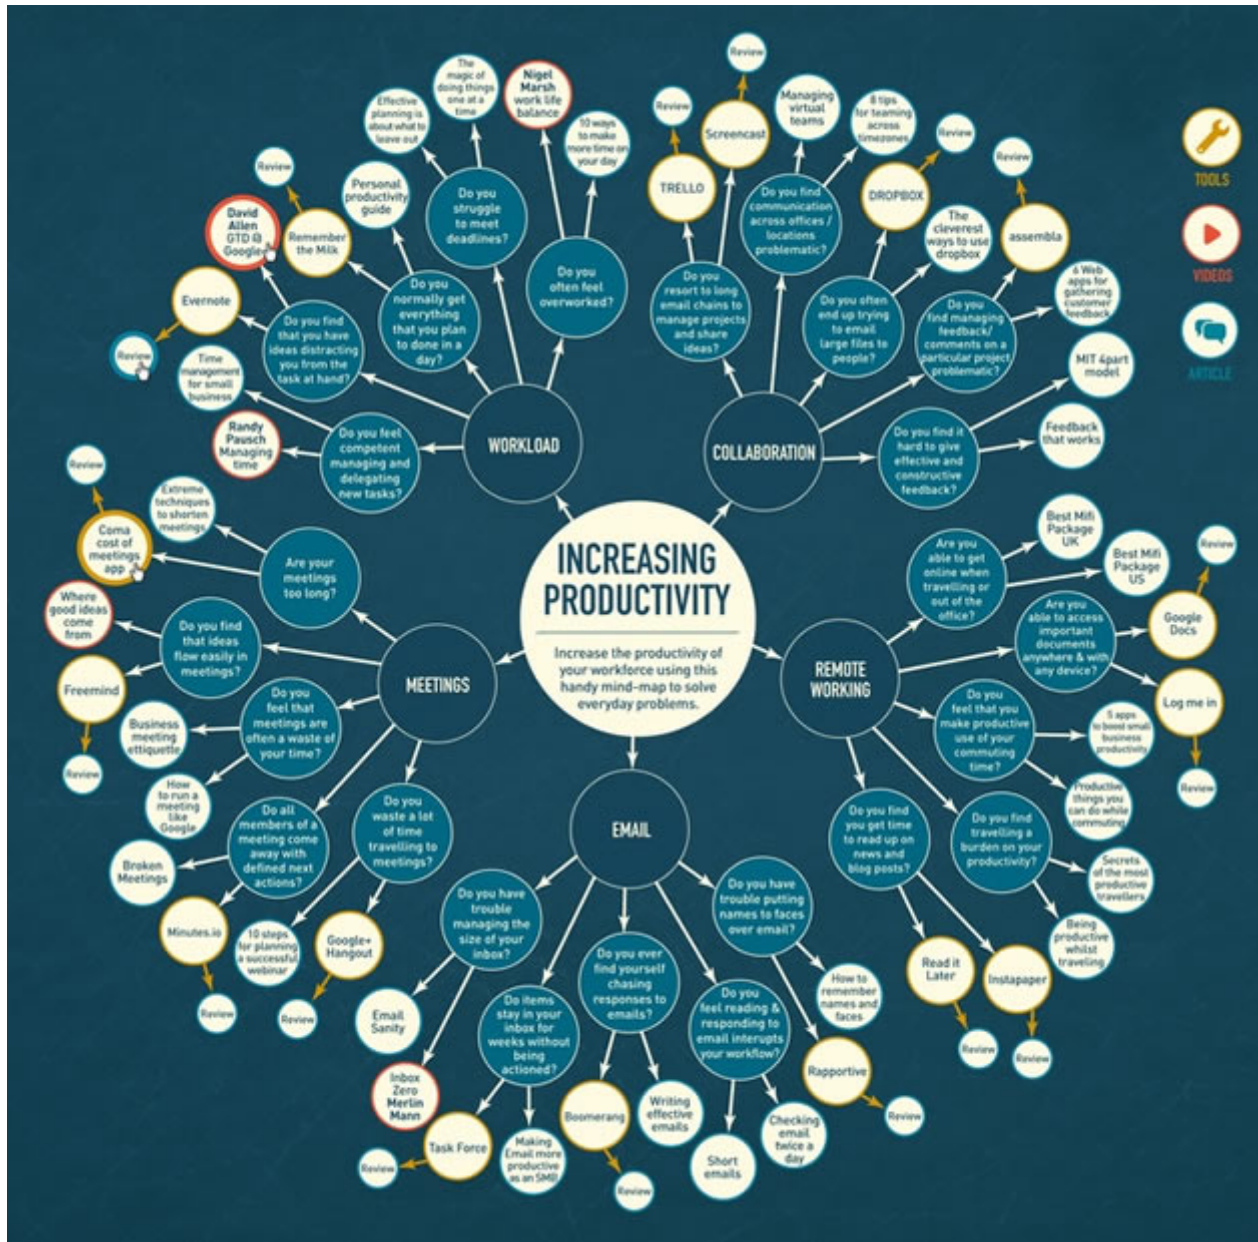 INCREASING
PRODUCTIVITY
Increase the productivity of
your workforce using this
handy mind-map to solve
everyday problems.
TOOLS
VIDEOS
ARTICLE
WORKLOAD
Do you feel
competent
managing and
delegating
new tasks?
Randy
Pausch
Managing
time
Time
management
for small
business
Do you find
that you have
ideas distracting
you from the
task at hand?
Evernote
Review
David
Allen
GTD @
Google
Do you
normally get
everything
that you plan
to done in a
day?
Remember
the Milk
Review
Personal
productivity
guide
Do you
struggle
to meet
deadlines?
Effective
planning is
about what to
leave out
The
magic of
doing things
one at a
time
Do you
often feel
overworked?
Nigel
Marsh
work life
balance
10 ways
to make
more time on
your day
COLLABORATION
Do you
resort to long
email chains to
manage projects
and share
ideas?
TRELLO
Review
Screencast
Review
Do you find
communication
across offices /
locations
problematic?
Managing
virtual
teams
8 tips
for teaming
across
timezones
Do you often
end up trying
to email
large files to
people?
DROPBOX
Review
The
cleverest
ways to use
dropbox
Do you
find managing
feedback/
comments on a
particular project
problematic?
assembla
Review
6 Web
apps for
gathering
customer
feedback
Do you find it
hard to give
effective and
constructive
feedback?
MIT 4part
model
Feedback
that works
REMOTE
WORKING
Are you
able to get
online when
travelling or
out of the
office?
Best Mifi
Package
UK
Best Mifi
Package
US
Are you
able to access
important
documents
anywhere & with
any device?
Google
Docs
Review
Log me in
Review
Do you
feel that you
make productive
use of your
commuting
time?
5 apps
to boost small
business
productivity
Productive
things you
can do while
commuting
Do you find
travelling a
burden on your
productivity?
Secrets
of the most
productive
travellers
Being
productive
whilst
traveling
Do you find
you get time
to read up on
news and
blog posts?
Read it
Later
Review
Instapaper
Review
EMAIL
Do you have
trouble putting
names to faces
over email?
How to
remember
names and
faces
Rapportive
Review
Do you
feel reading &
responding to
email interupts
your workflow?
Checking
email
twice a
day
Short
emails
Do you ever
find yourself
chasing
responses to
emails?
Writing
effective
emails
Boomerang
Review
Do items
stay in your
inbox for
weeks without
being
actioned?
Making
Email more
productive
as an SMB
Task Force
Review
Do you have
trouble
managing the
size of your
inbox?
Email
Sanity
Inbox
Zero
Merlin
Mann
MEETINGS
Do you
waste a lot
of time
travelling to
meetings?
Google+
Hangout
Review
10 steps
for planning
a successful
webinar
Do all
members of a
meeting come
away with
defined next
actions?
Minutes.io
Review
Broken
Meetings
Do you
feel that
meetings are
often a waste of
your time?
How
to run a
meeting
like
Google
Business
meeting
ettiquette
Do you find
that ideas
flow easily in
meetings?
Freemind
Review
Where
good ideas
come
from
Are your
meetings
too long?
Coma
cost of
meetings
app
Review
Extreme
techniques
to shorten
meetings